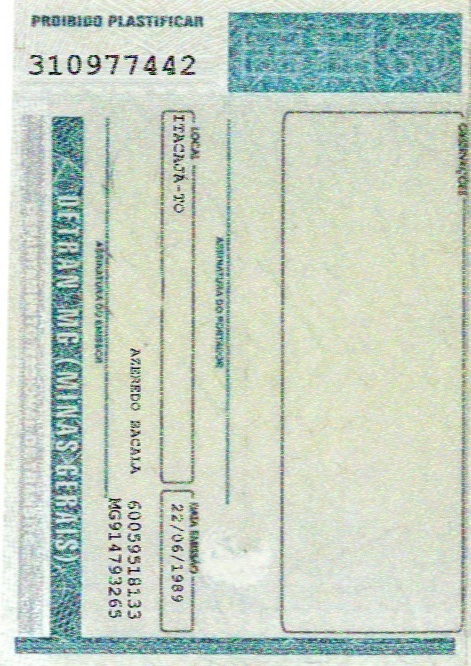 PROIBIDO PLASTIFICAR
310977442
OBSERVAÇÕES
ASSINATURA DO PORTADOR
LOCAL
ITACAJÁ-TO
DATA EMISSÃO
22/06/1989
ASSINATURA DO EMISSOR
AZEREDO BACALA
60059518133
MG914793265
DETRAN-MG (MINAS GERAIS)